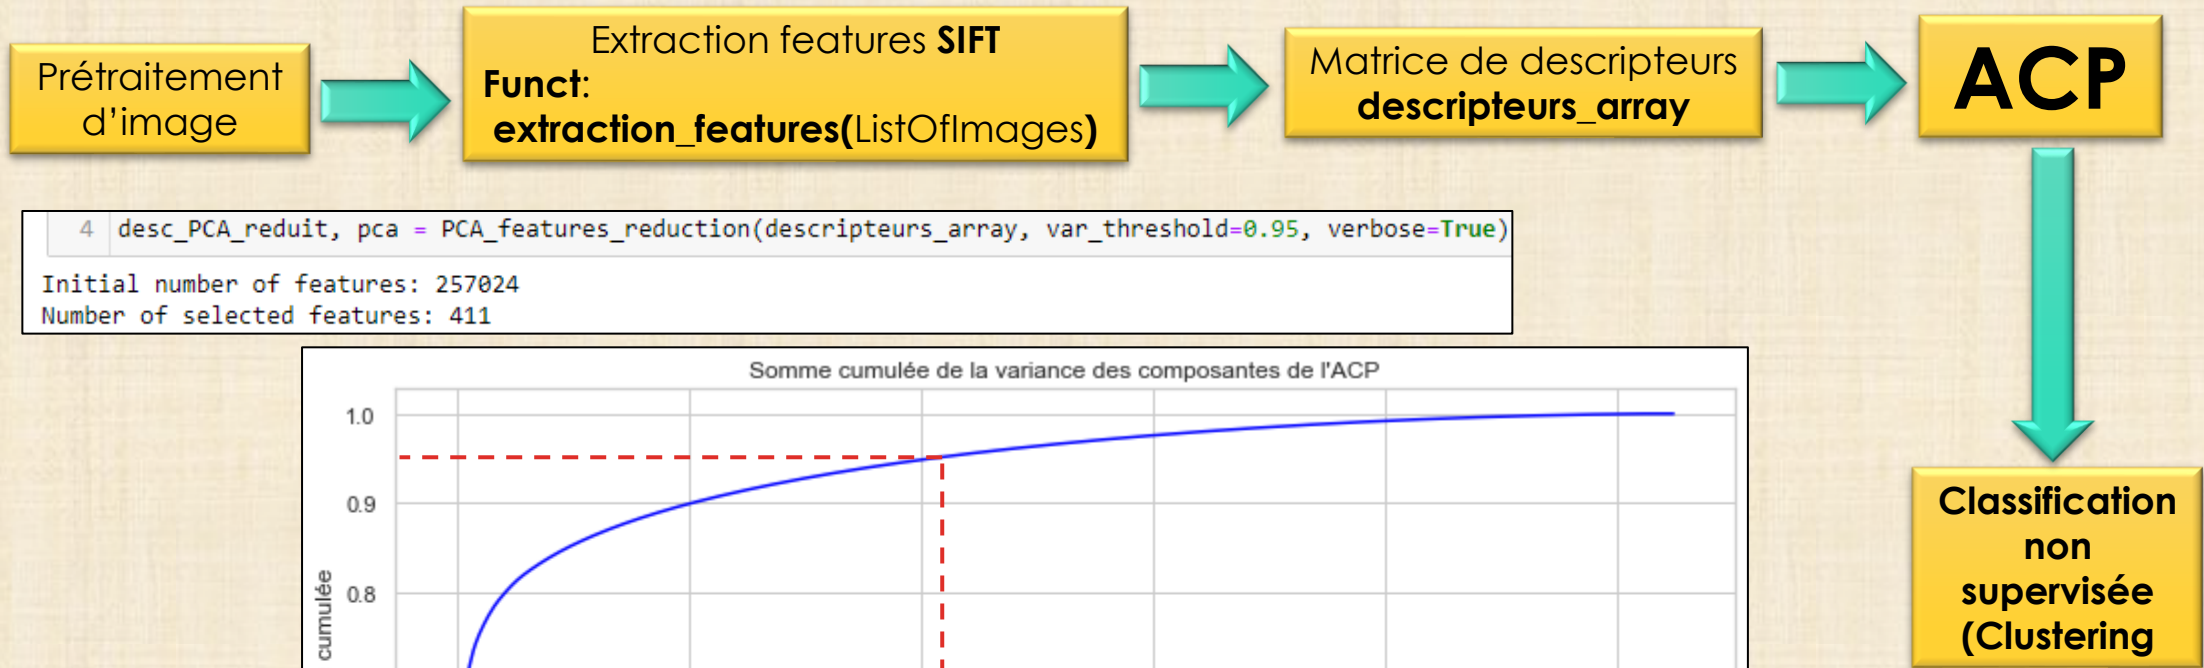 Prétraitement
d'image
Extraction features SIFT
Funct:
extraction_features(ListOfImages)
Matrice de descripteurs
descripteurs_array
ACP
4 desc_PCA_reduit, pca = PCA_features_reduction(descripteurs_array, var_threshold=0.95, verbose=True)
Initial number of features: 257024
Number of selected features: 411
Somme cumulée de la variance des composantes de l'ACP
1.0
0.9
0.8
cumulée
Classification
non
supervisée
(Clustering